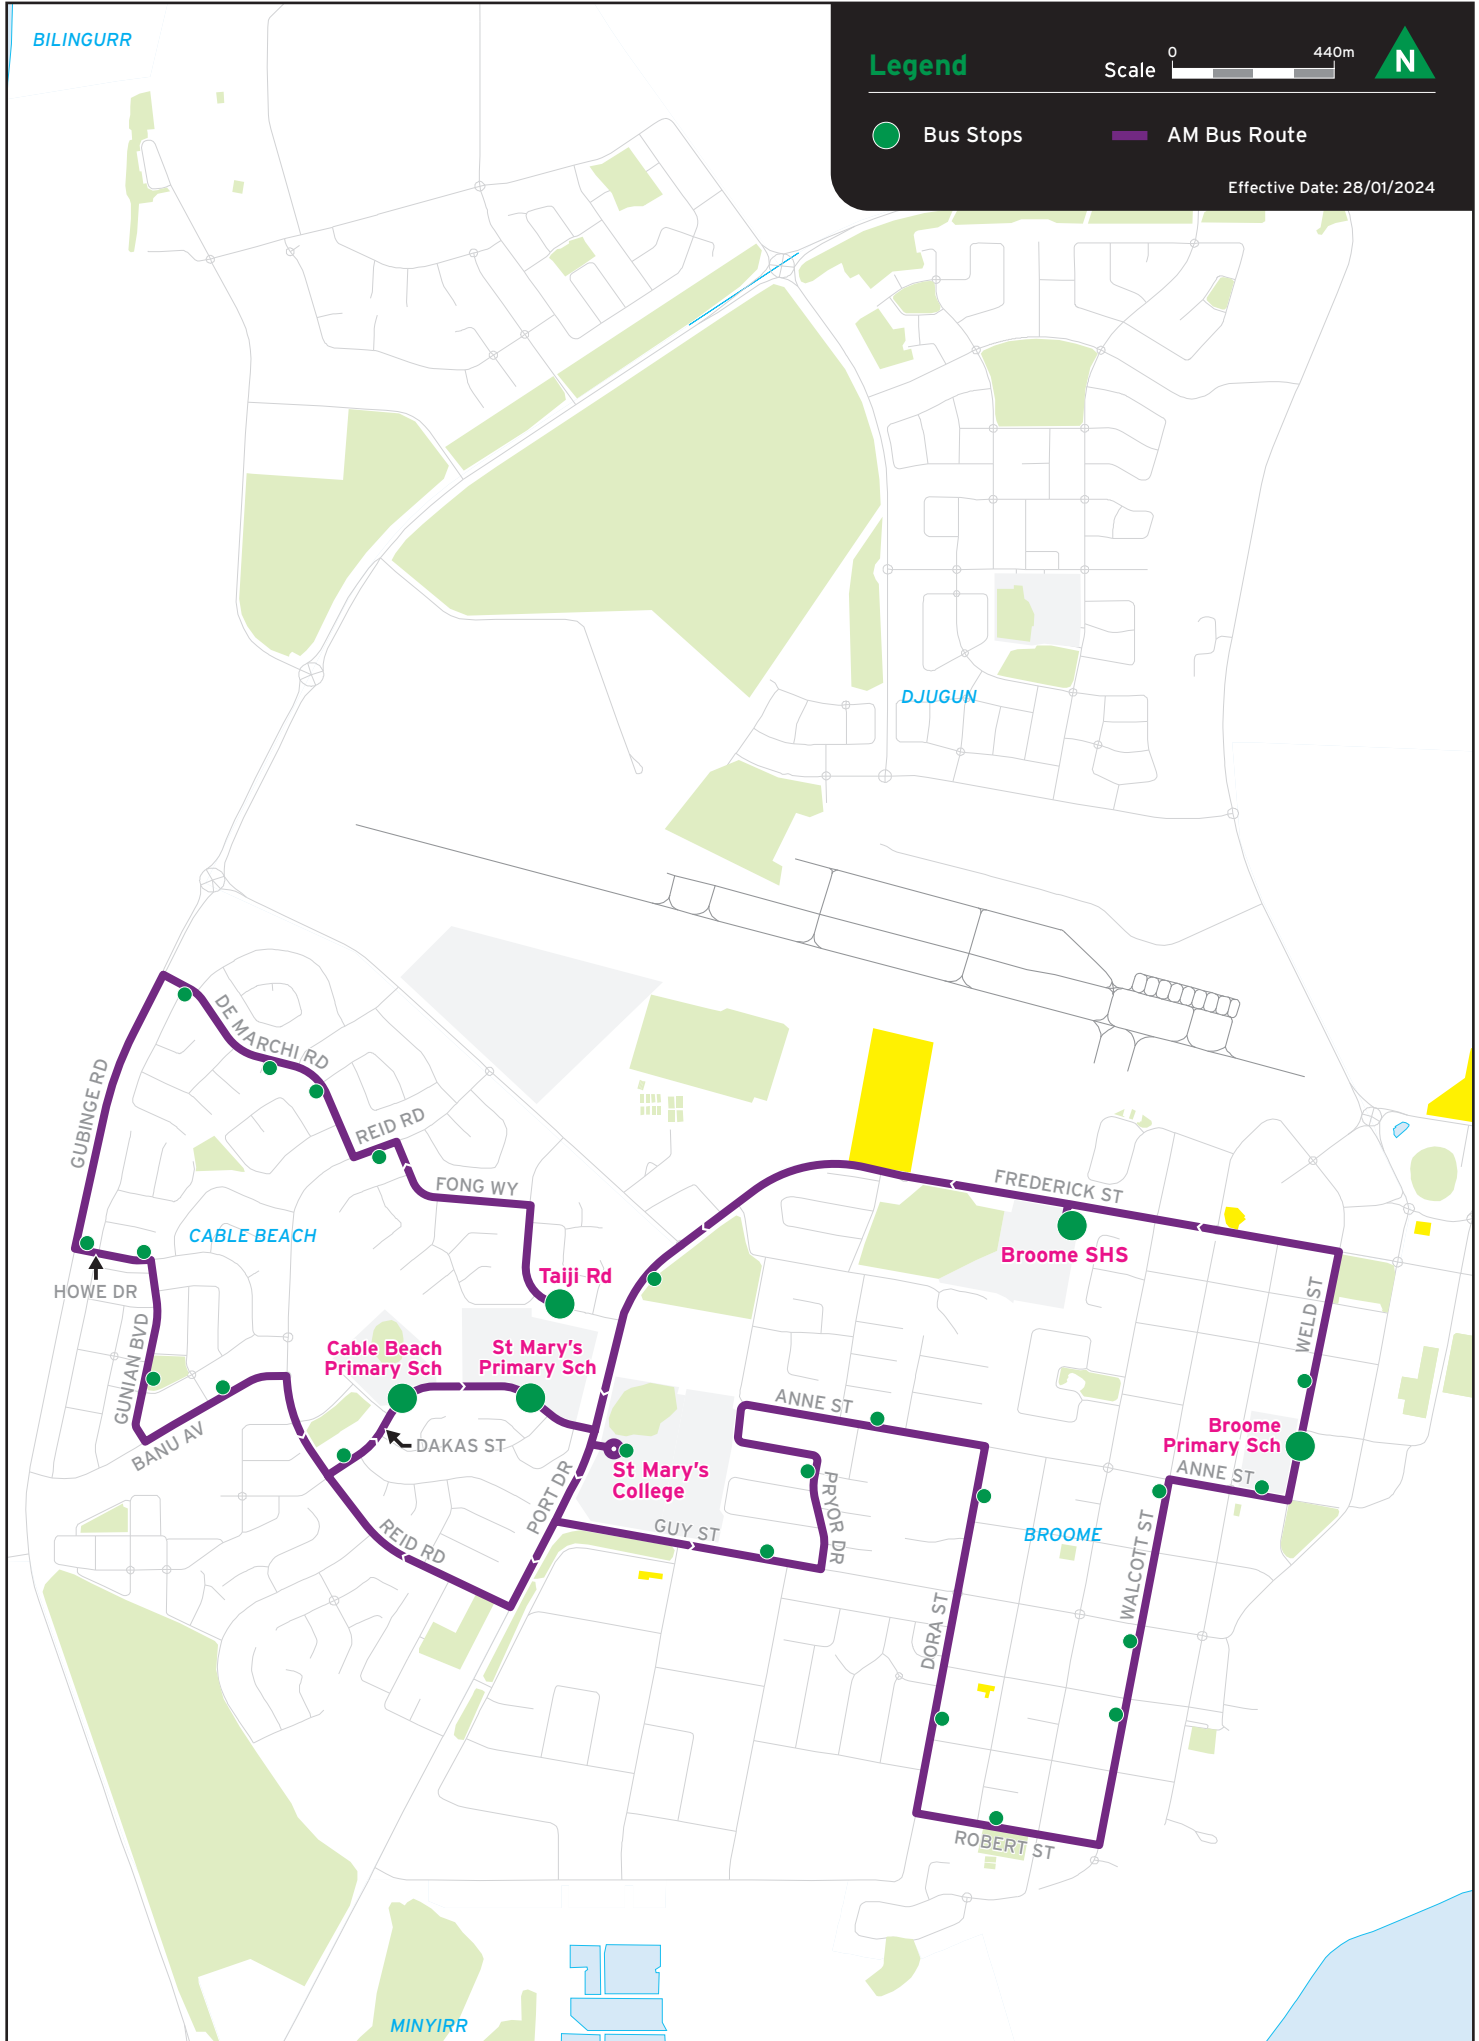 BILINGURR
Legend
Scale
0
440m
N
Bus Stops
AM Bus Route
Effective Date: 28/01/2024
DJUGUN
DE MARCHI RD
GUBINGE RD
REID RD
FONG WY
FREDERICK ST
CABLE BEACH
Broome SHS
Taiji Rd
HOWE DR
WELD ST
GUNIAN BVD
Cable Beach
Primary Sch
St Mary's
Primary Sch
ANNE ST
Broome
Primary Sch
BANU AV
DAKAS ST
St Mary's
College
ANNE ST
PORT DR
PRYOR DR
GUY ST
BROOME
REID RD
WALCOTT ST
DORA ST
ROBERT ST
MINYIRR